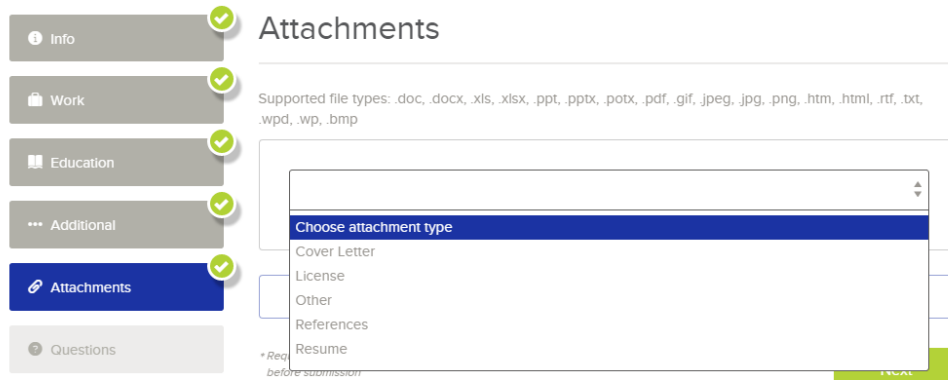 Info
Work
Education
Additional
Attachments
Questions
Attachments
Supported file types: .doc, .docx, .xls, .xlsx, .ppt, .pptx, .potx, .pdf, .gif, .jpeg, .jpg, .png, .htm, .html, .rtf, .txt,
.wpd, .wp, .bmp
Choose attachment type
Cover Letter
License
Other
References
Resume
before submission
Next